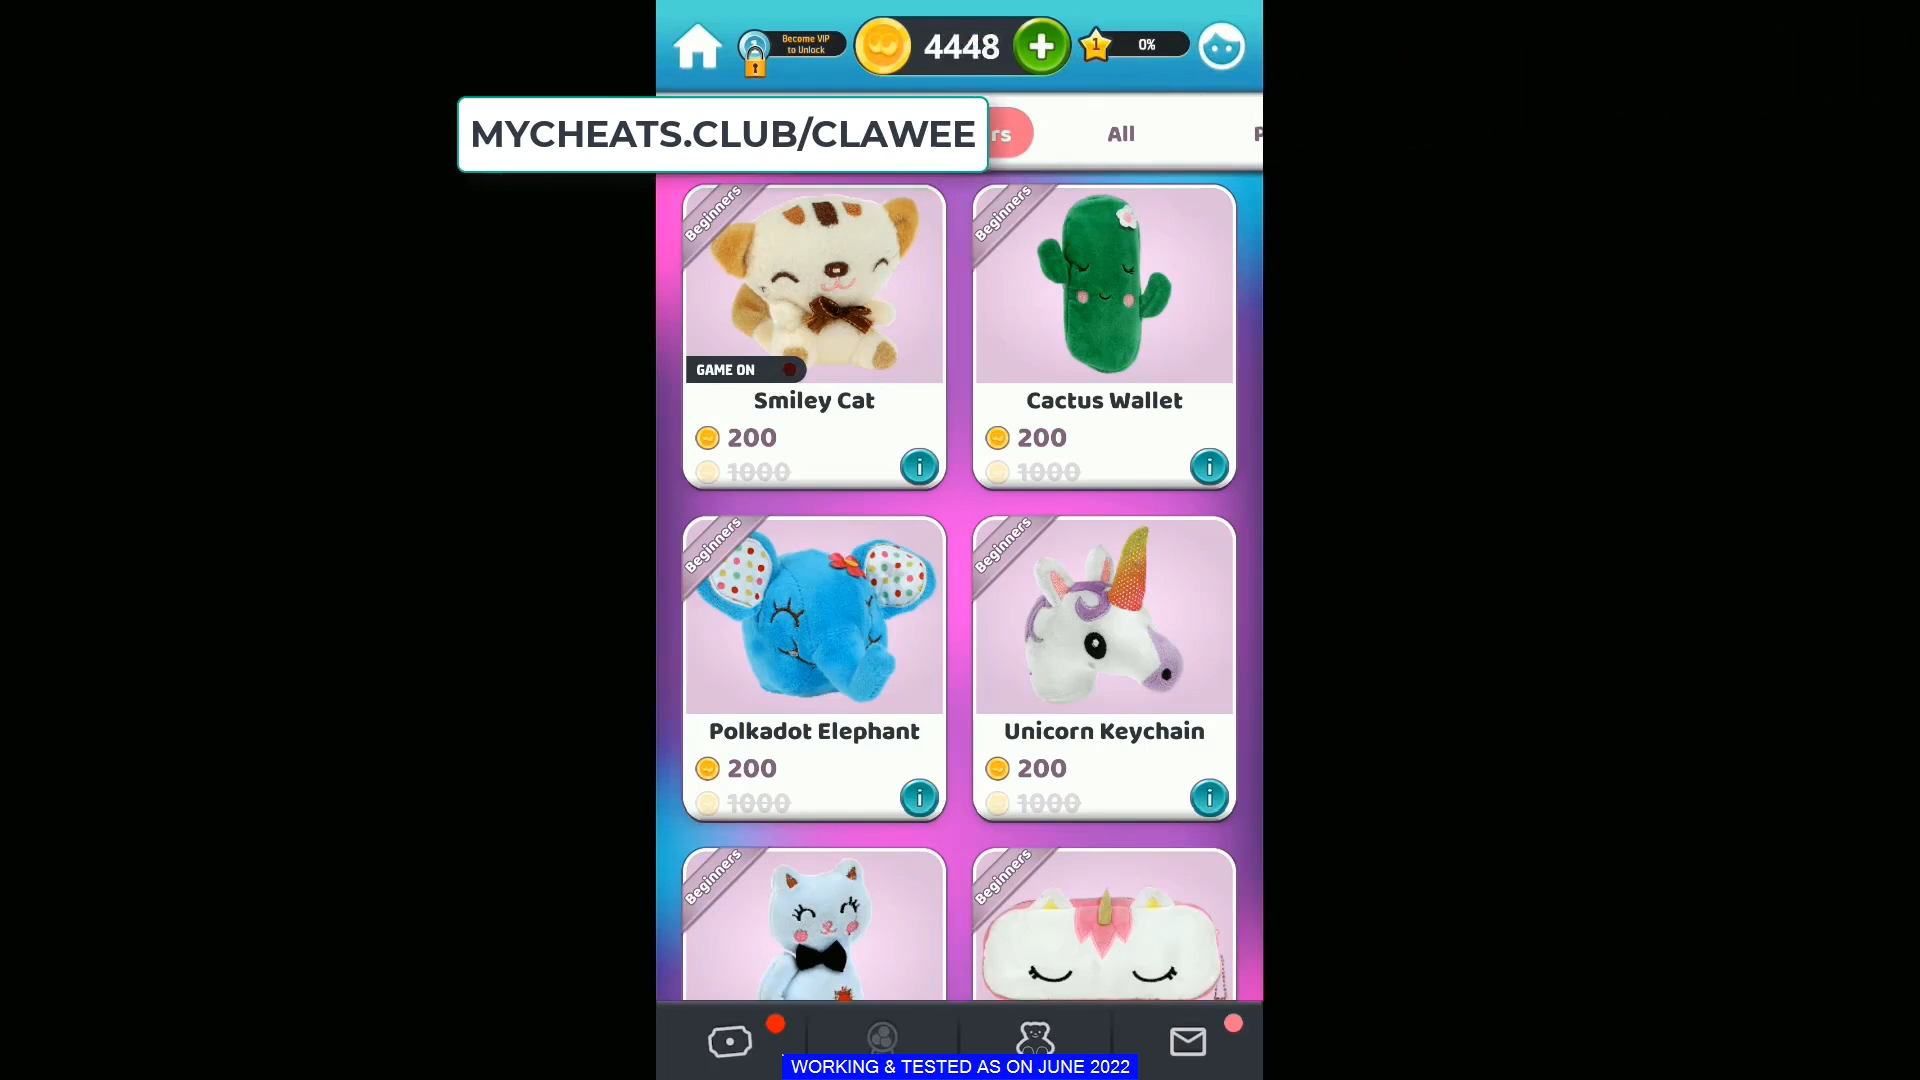 Become VIP
to Unlock
4448
1
0%
MYCHEATS.CLUB/CLAWEE
rs
All
Beginners
GAME ON
Smiley Cat
200
1000
i
Beginners
Cactus Wallet
200
1000
i
Beginners
Polkadot Elephant
200
1000
i
Beginners
Unicorn Keychain
200
1000
i
Beginners
Beginners
WORKING & TESTED AS ON JUNE 2022